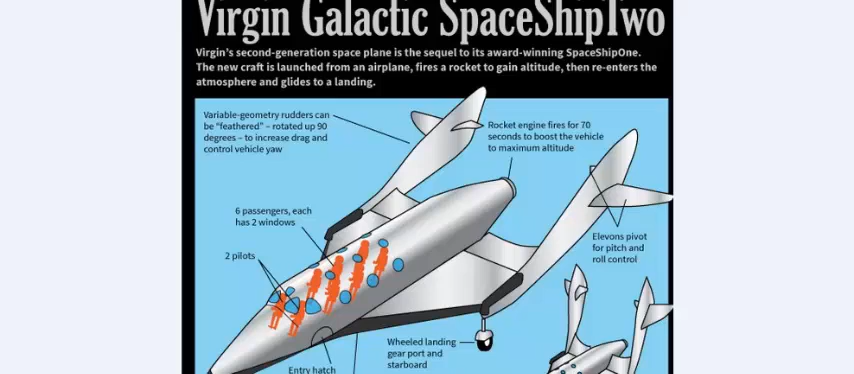 Virgin Galactic SpaceShipTwo
Virgin's second-generation space plane is the sequel to its award-winning SpaceShipOne.
The new craft is launched from an airplane, fires a rocket to gain altitude, then re-enters the
atmosphere and glides to a landing.
Variable-geometry rudders can
be “feathered” – rotated up 90
degrees – to increase drag and
control vehicle yaw
Rocket engine fires for 70
seconds to boost the vehicle
to maximum altitude
6 passengers, each
has 2 windows
2 pilots
Elevons pivot
for pitch and
roll control
Wheeled landing
gear port and
starboard
Entry hatch